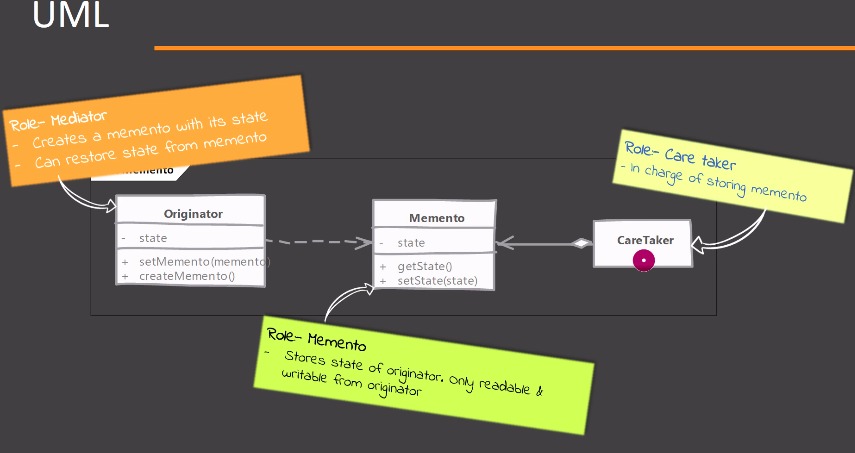 UML
Role- Mediator
- Creates a memento with its state
- Can restore state from memento
Role- Care taker
- In charge of storing memento
Originator
- state
+ setMemento(memento)
+ createMemento()
Memento
- state
+ getState()
+ setState(state)
CareTaker
Role- Memento
- Stores state of originator. Only readable &
writable from originator